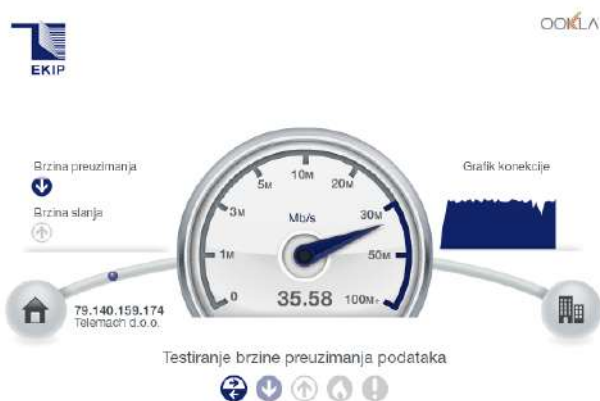 OOKLA
EKIP
Brzina preuzimanja
Brzina slanja
Grafik konekcije
0
1M
3M
5M
10M
20M
30M
50M
100M+
Mb/s
35.58
79.140.159.174
Telemach d.o.o.
Testiranje brzine preuzimanja podataka